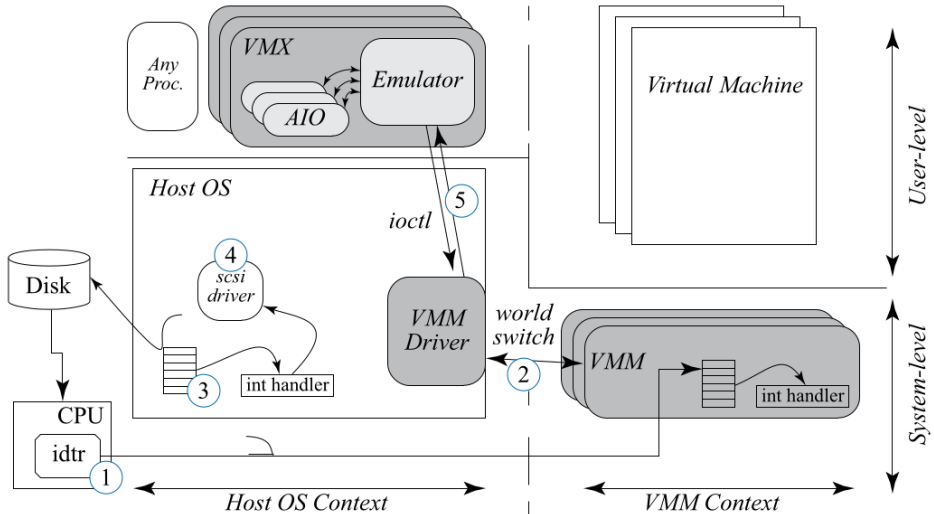 Any
Proc.
VMX
Emulator
AIO
Virtual Machine
User-level
Host OS
5
ioctl
4
scsi
driver
Disk
VMM
Driver
world
switch
2
VMM
int handler
3
int handler
System-level
CPU
idtr
1
Host OS Context
VMM Context